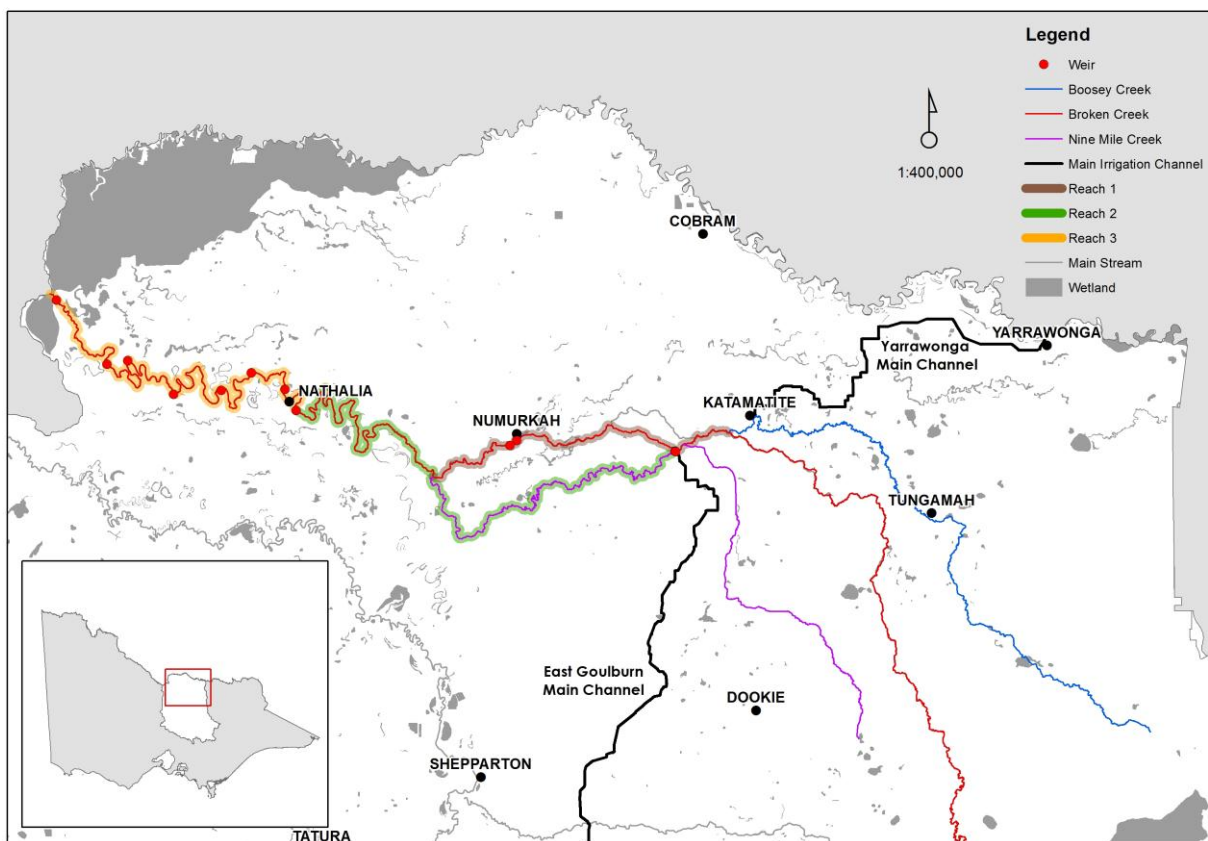 Legend
Weir
Boosey Creek
Broken Creek
Nine Mile Creek
Main Irrigation Channel
Reach 1
Reach 2
Reach 3
Main Stream
Wetland
1:400,000
COBRAM
YARRAWONGA
Yarrawonga
Main Channel
NATHALIA
KATAMATITE
NUMURKAH
TUNGAMAH
East Goulburn
Main Channel
DOOKIE
SHEPPARTON
TATURA